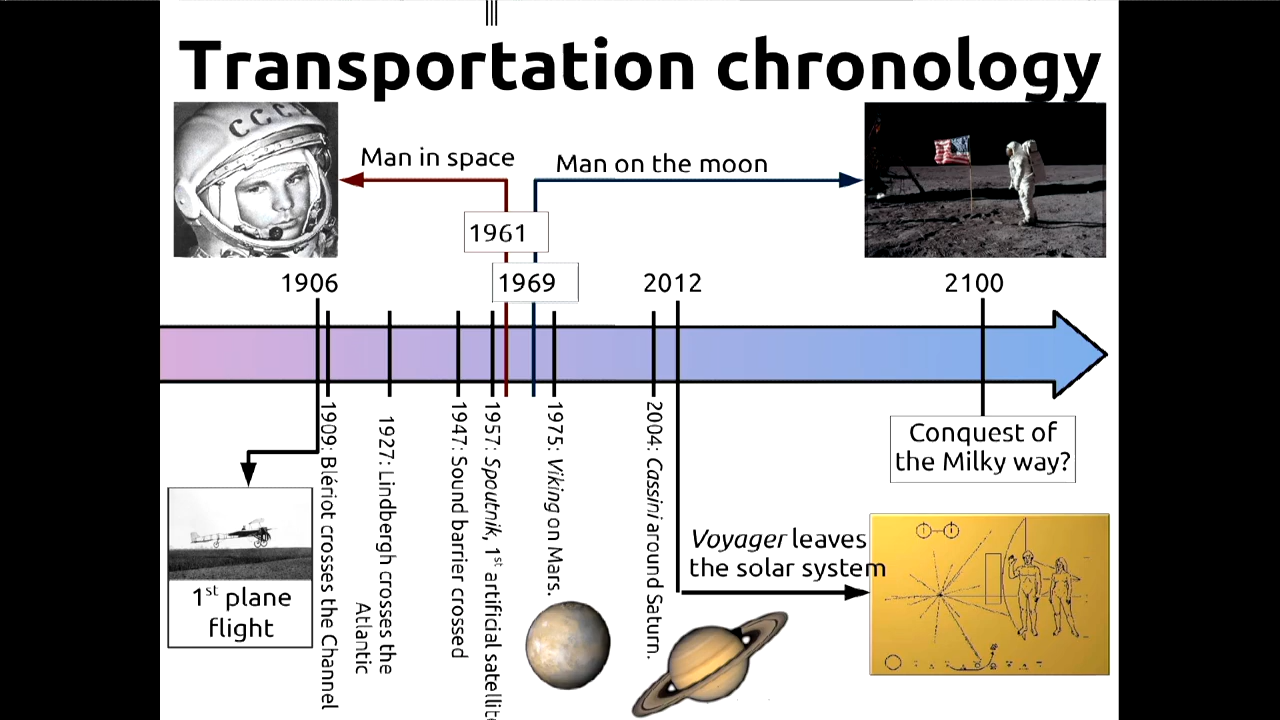 Transportation chronology
CCCP
Man in space
Man on the moon
1961
1906
1969
2012
2100
1909: Blériot crosses the Channel
1927: Lindbergh crosses the
Atlantic
1947: Sound barrier crossed
1957: Spoutnik, 1st artificial satellite
1975: Viking on Mars.
2004: Cassini around Saturn.
Conquest of
the Milky way?
Voyager leaves
the solar system
1st plane
flight